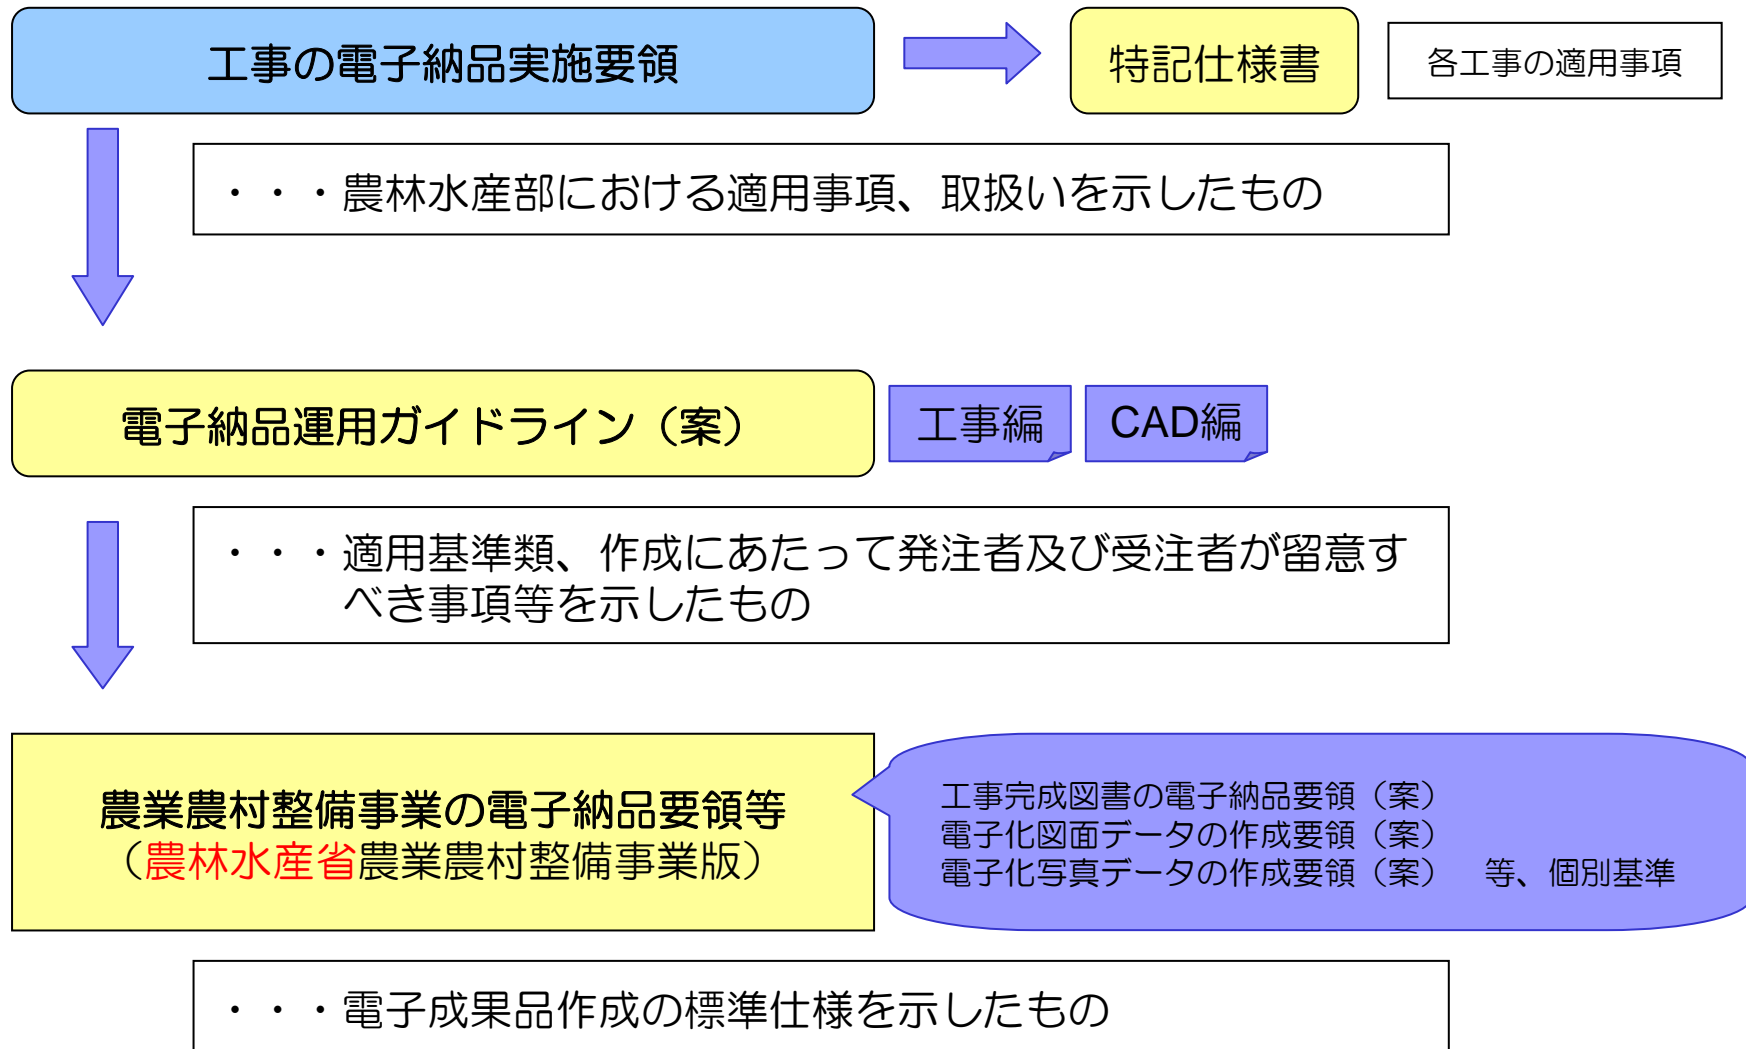 工事の電子納品実施要領
特記仕様書
各工事の適用事項
・・・農林水産部における適用事項、取扱いを示したもの
電子納品運用ガイドライン（案）
工事編
CAD編
・・・適用基準類、作成にあたって発注者及び受注者が留意す
べき事項等を示したもの
農業農村整備事業の電子納品要領等
（農林水産省農業農村整備事業版）
工事完成図書の電子納品要領（案）
電子化図面データの作成要領（案）
電子化写真データの作成要領（案）　等、個別基準
・・・電子成果品作成の標準仕様を示したもの